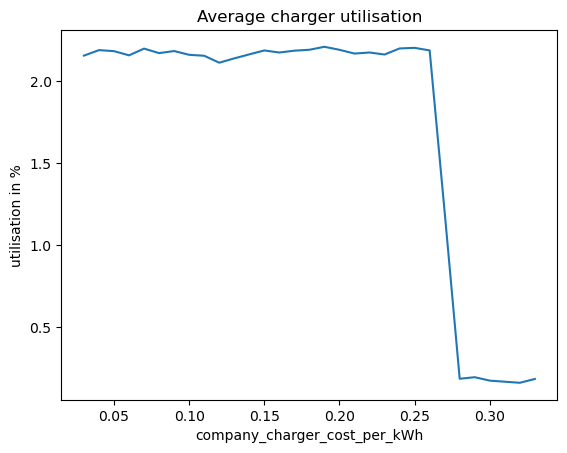 Average charger utilisation
utilisation in %
2.0
1.5
1.0
0.5
0.05 0.10 0.15 0.20 0.25 0.30
company_charger_cost_per_kWh